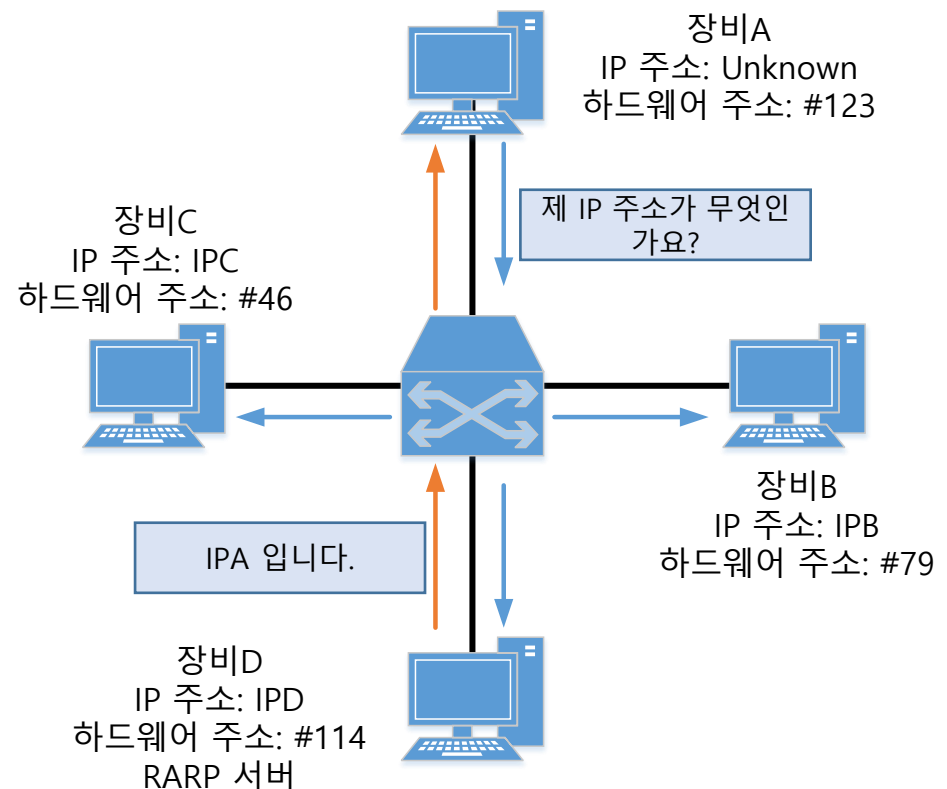 장비A
IP 주소: Unknown
하드웨어 주소: #123
제 IP 주소가 무엇인
가요?
장비C
IP 주소: IPC
하드웨어 주소: #46
장비B
IP 주소: IPB
하드웨어 주소: #79
IPA 입니다.
장비D
IP 주소: IPD
하드웨어 주소: #114
RARP 서버